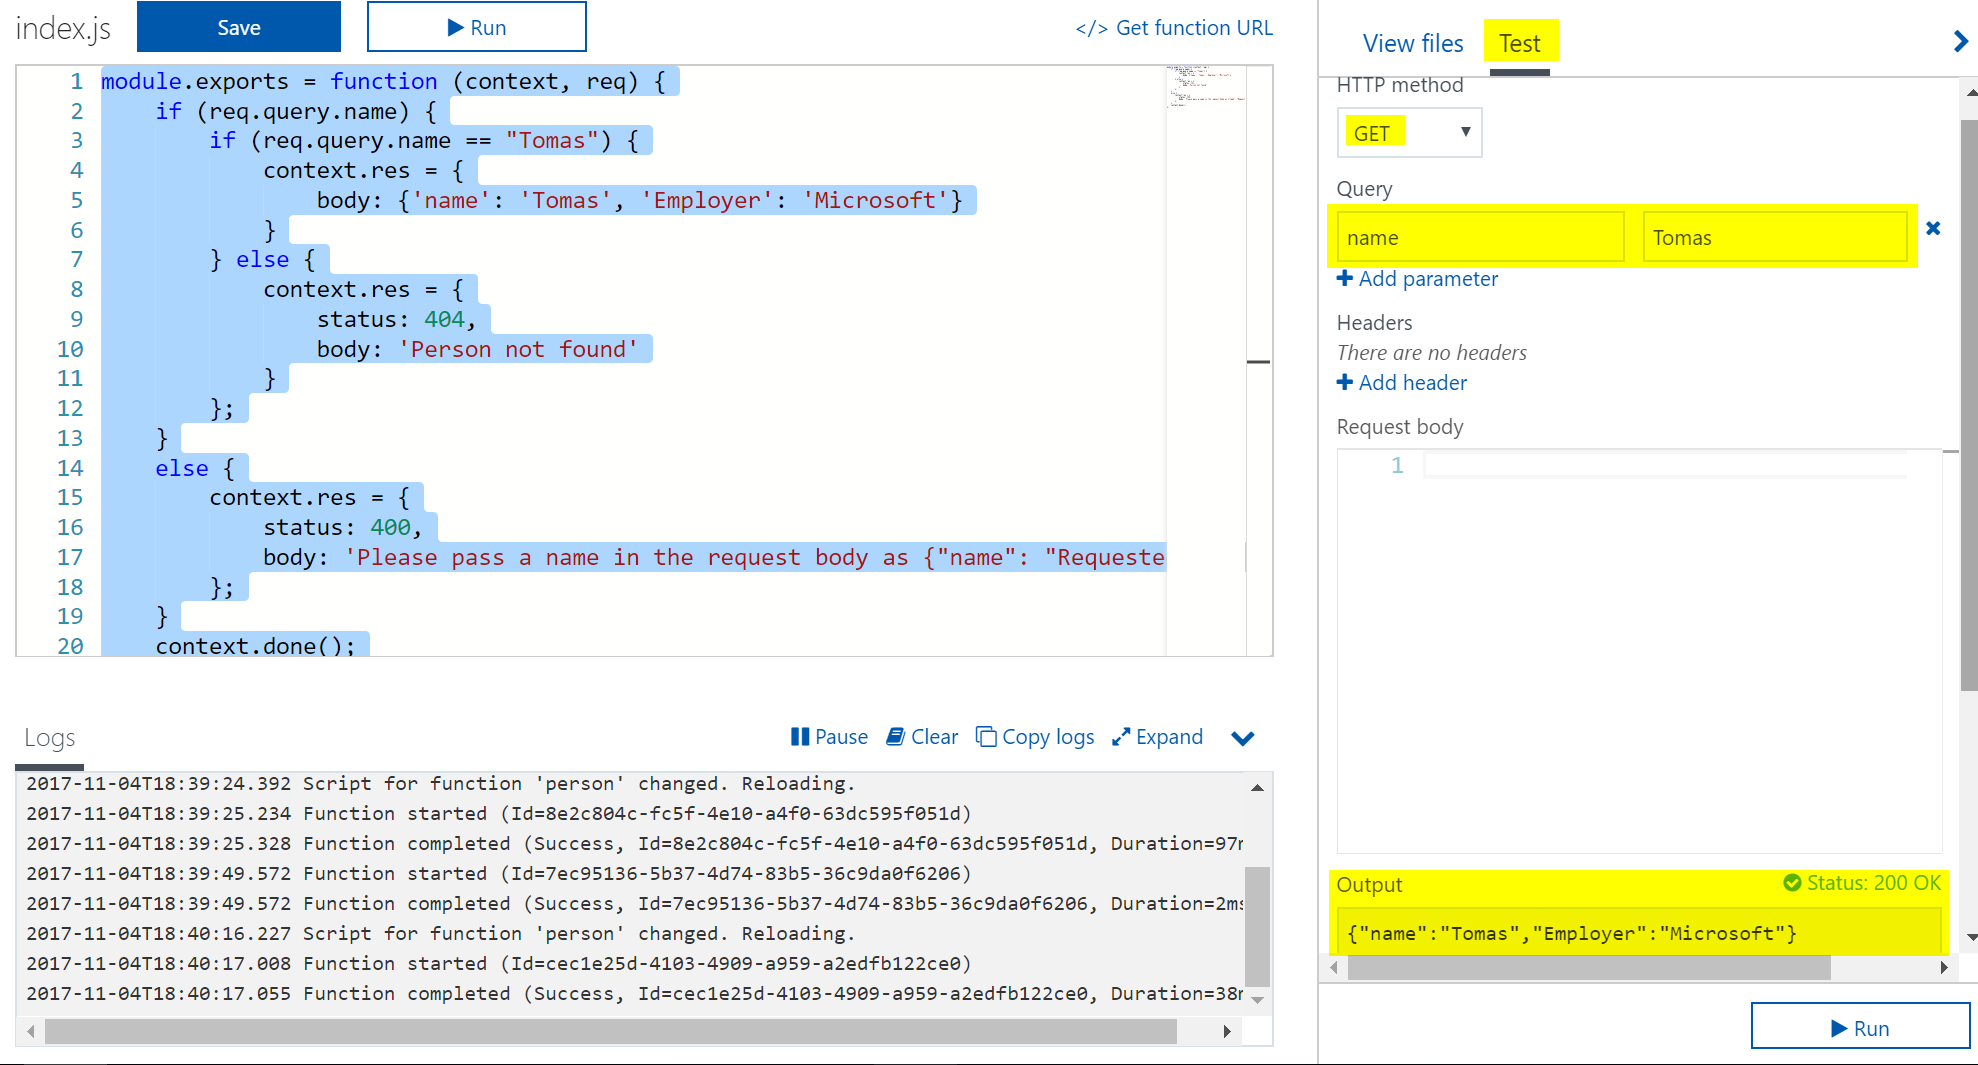 index.js
Save
Run
</> Get function URL
1 module.exports = function (context, req) {
2 if (req.query.name) {
3 if (req.query.name == "Tomas") {
4 context.res = {
5 body: {'name': 'Tomas', 'Employer': 'Microsoft'}
6 }
7 } else {
8 context.res = {
9 status: 404,
10 body: 'Person not found'
11 }
12 };
13 }
14 else {
15 context.res = {
16 status: 400,
17 body: 'Please pass a name in the request body as {"name": "Requeste
18 };
19 }
20 context.done();
Logs
Pause Clear Copy logs Expand
2017-11-04T18:39:24.392 Script for function 'person' changed. Reloading.
2017-11-04T18:39:25.234 Function started (Id=8e2c804c-fc5f-4e10-a4f0-63dc595f051d)
2017-11-04T18:39:25.328 Function completed (Success, Id=8e2c804c-fc5f-4e10-a4f0-63dc595f051d, Duration=97m
2017-11-04T18:39:49.572 Function started (Id=7ec95136-5b37-4d74-83b5-36c9da0f6206)
2017-11-04T18:39:49.572 Function completed (Success, Id=7ec95136-5b37-4d74-83b5-36c9da0f6206, Duration=2ms
2017-11-04T18:40:16.227 Script for function 'person' changed. Reloading.
2017-11-04T18:40:17.008 Function started (Id=cec1e25d-4103-4909-a959-a2edfb122ce0)
2017-11-04T18:40:17.055 Function completed (Success, Id=cec1e25d-4103-4909-a959-a2edfb122ce0, Duration=38m
View files Test
HTTP method
GET
Query
name Tomas
Add parameter
Headers
There are no headers
Add header
Request body
1
Output Status: 200 OK
{"name":"Tomas","Employer":"Microsoft"}
Run